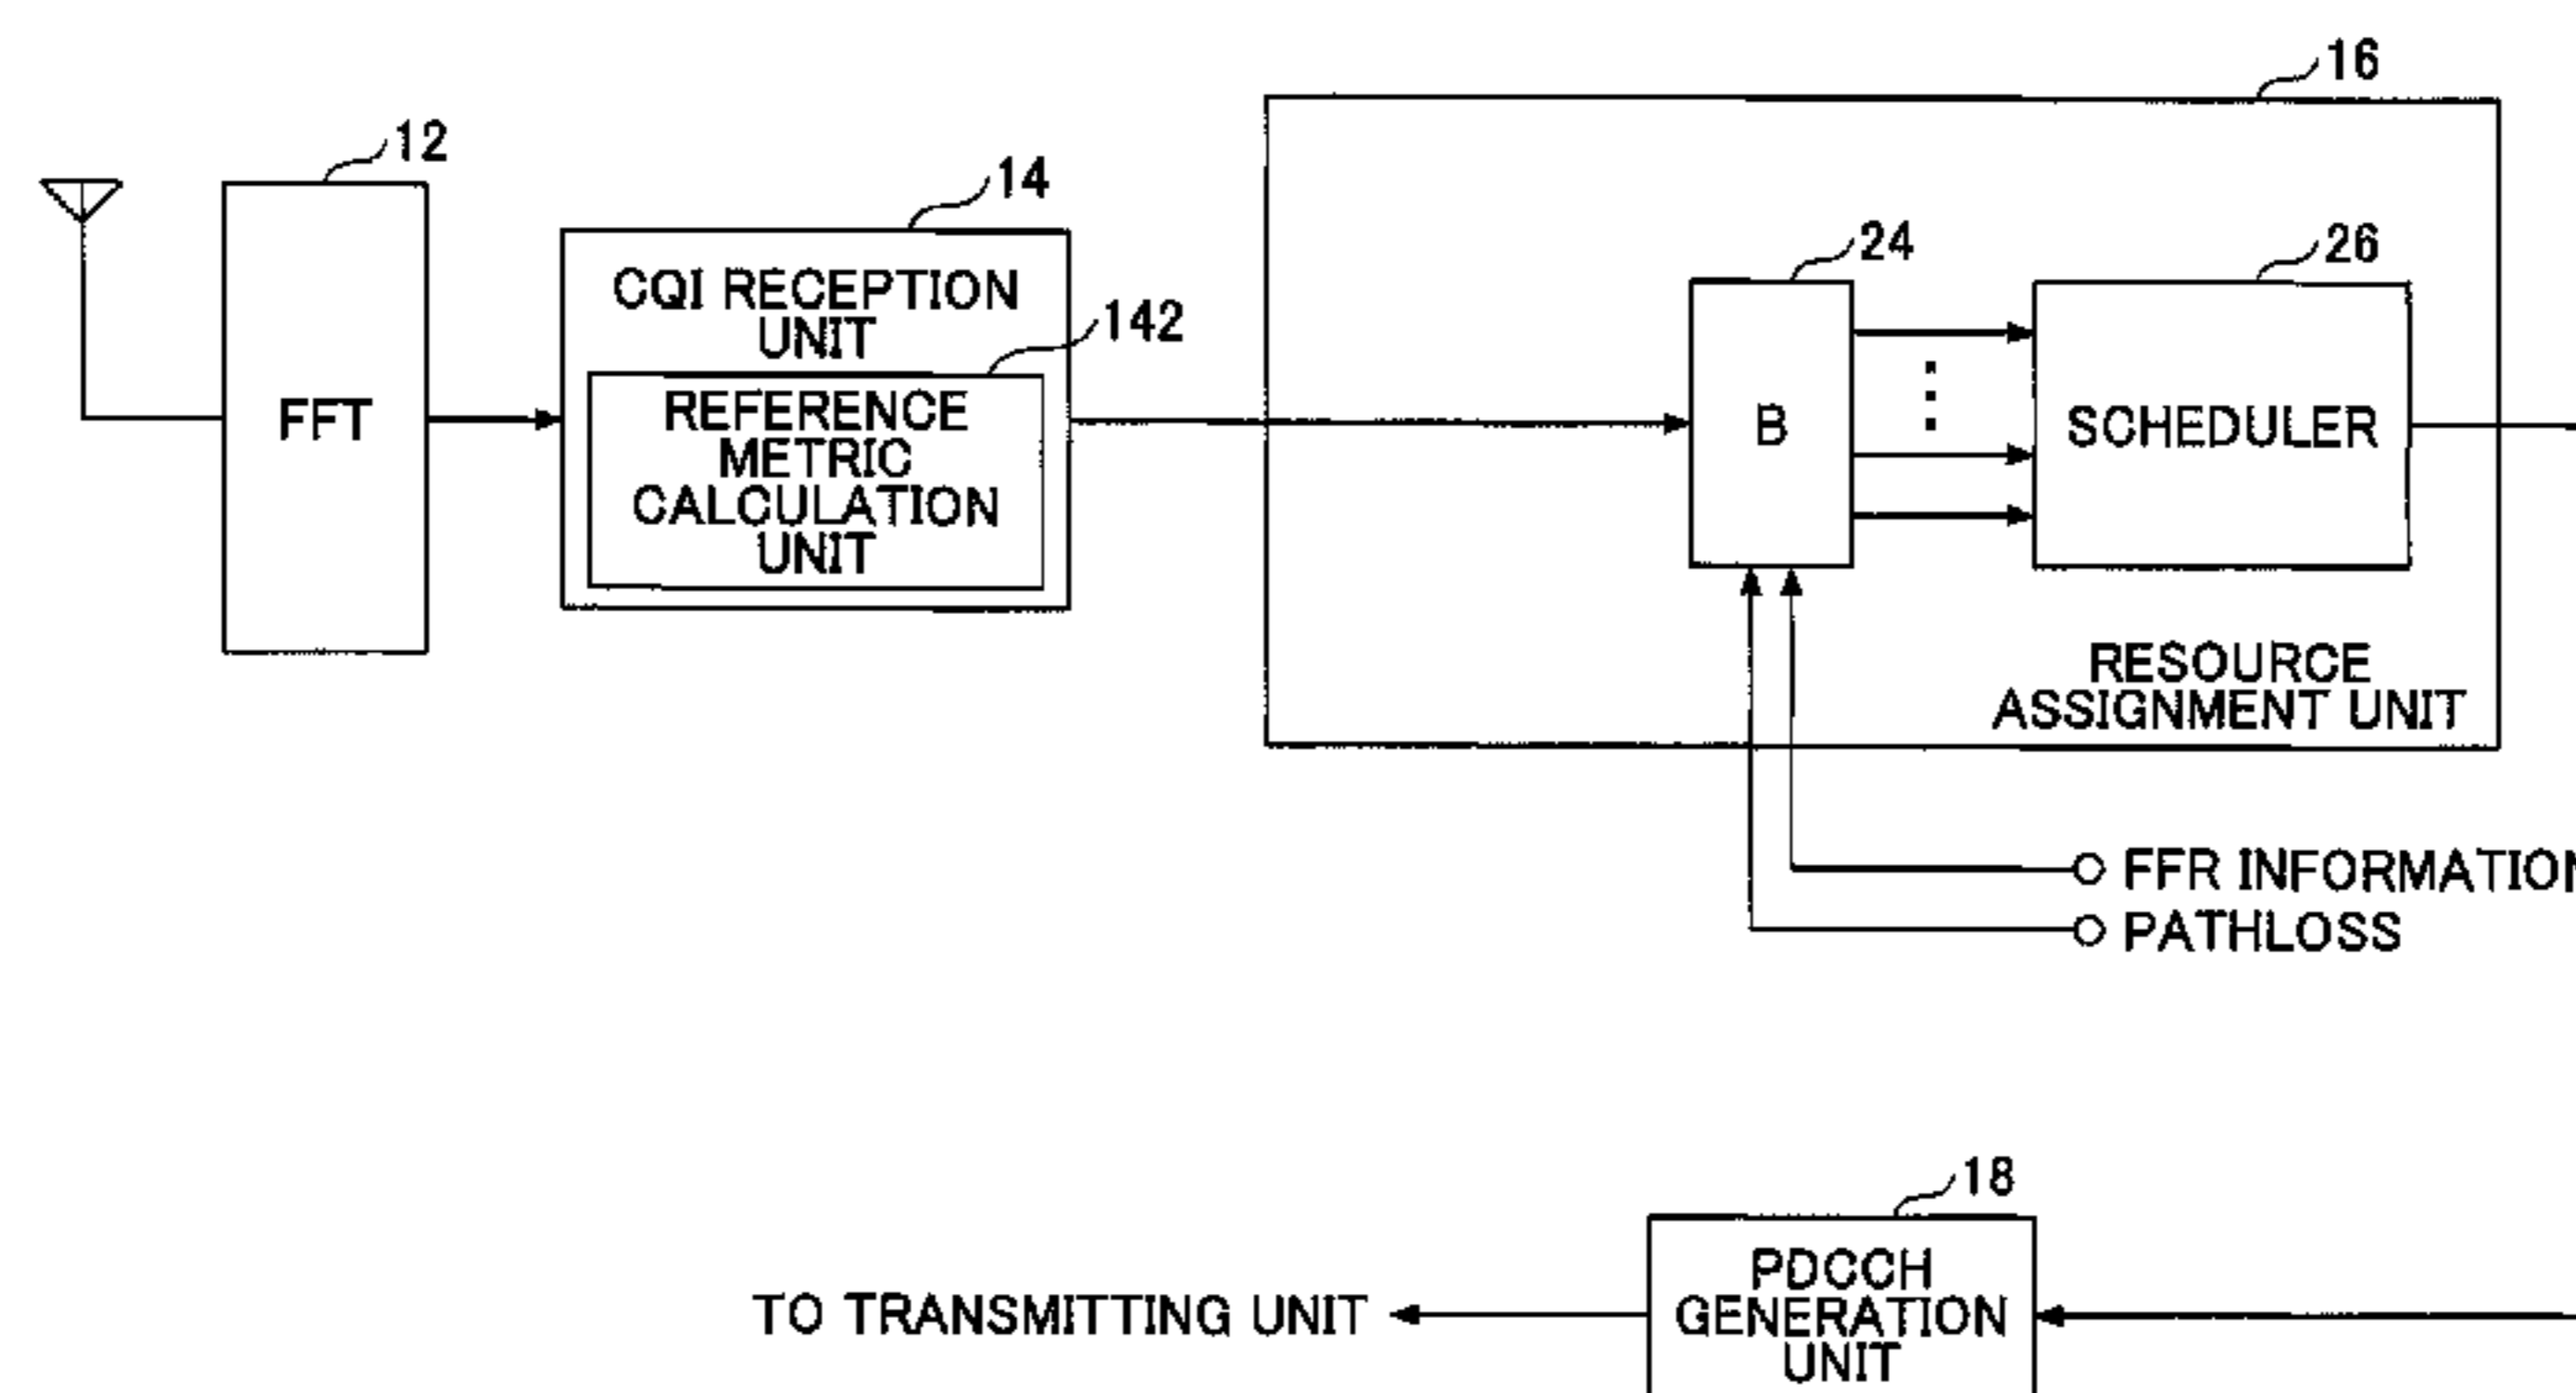 16
12
14
24
26
CQI RECEPTION
UNIT
142
REFERENCE
METRIC
CALCULATION
UNIT
FFT
B
SCHEDULER
RESOURCE
ASSIGNMENT UNIT
FFR INFORMATION
PATHLOSS
18
PDCCH
GENERATION
UNIT
TO TRANSMITTING UNIT